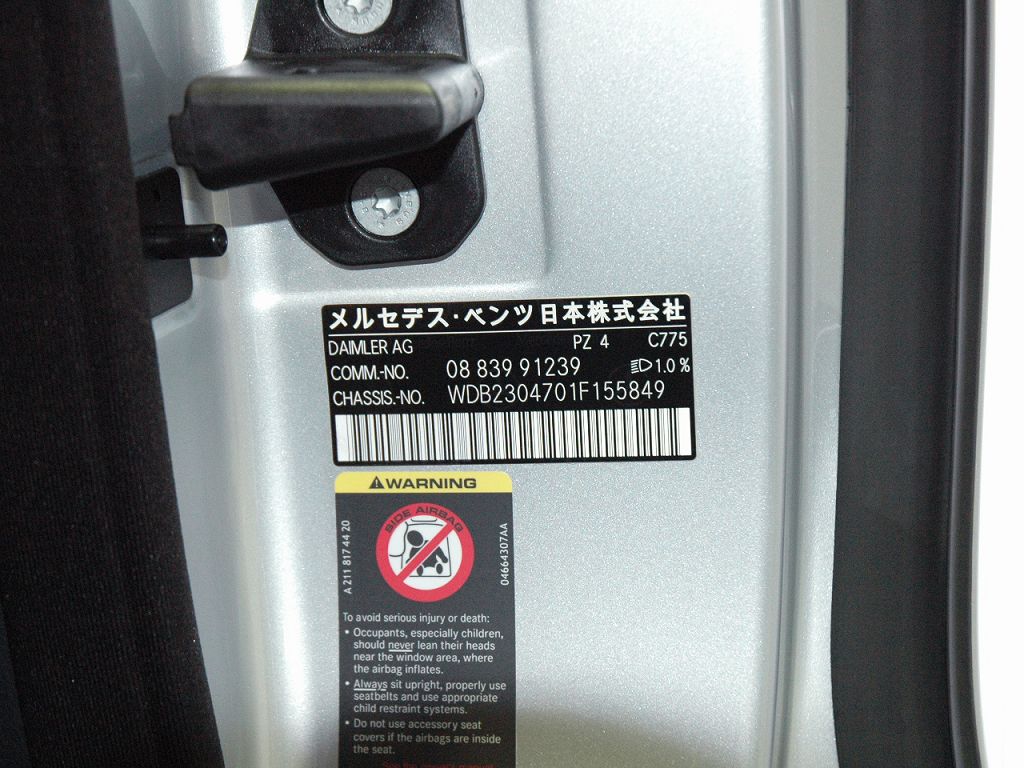 メルセデス・ベンツ日本株式会社
DAIMLER AG PZ 4 C775
COMM.-NO. 08 839 91239 1.0 %
CHASSIS.-NO. WDB2304701F155849
WARNING
SIDE AIRBAG
A 211 817 44 20
04664307AA
To avoid serious injury or death:
• Occupants, especially children,
should never lean their heads
near the window area, where
the airbag inflates.
• Always sit upright, properly use
seatbelts and use appropriate
child restraint systems.
• Do not use accessory seat
covers if the airbags are inside
the seat.
See the owner's manual